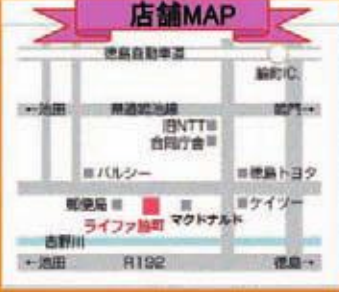 店舗MAP
徳島自動車道
脇町IC.
←池田
県道鳴池線
鳴門→
旧NTT
合同庁舎
パルシー
徳島トヨタ
郵便局
マクドナルド
ケイツー
ライファ脇町
吉野川
←池田
R192
徳島→